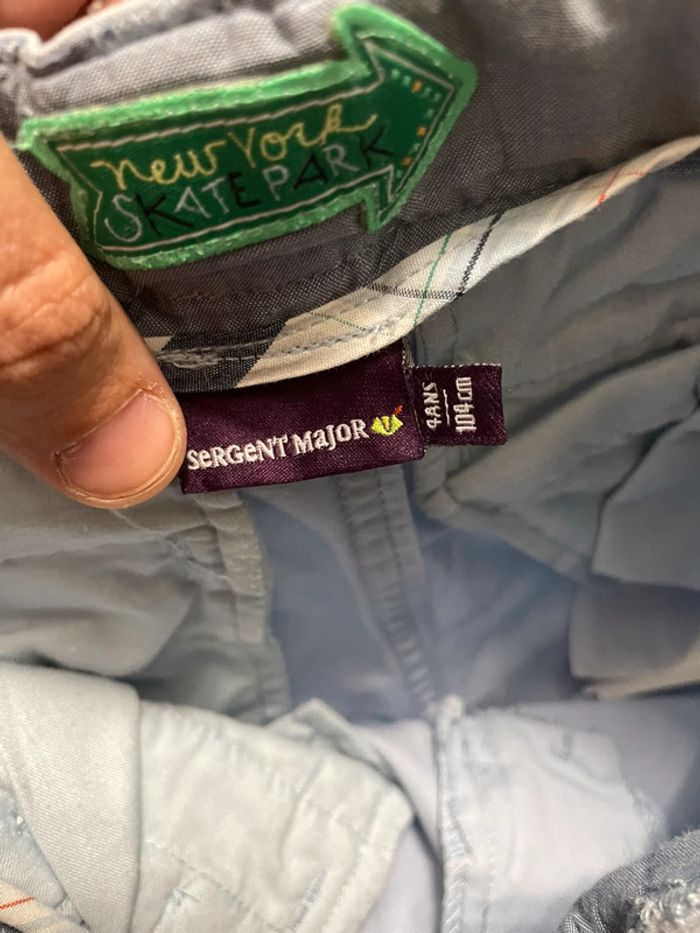 New York
SKATEPARK
SeRGeNT MaJoR
4ANS
104cm